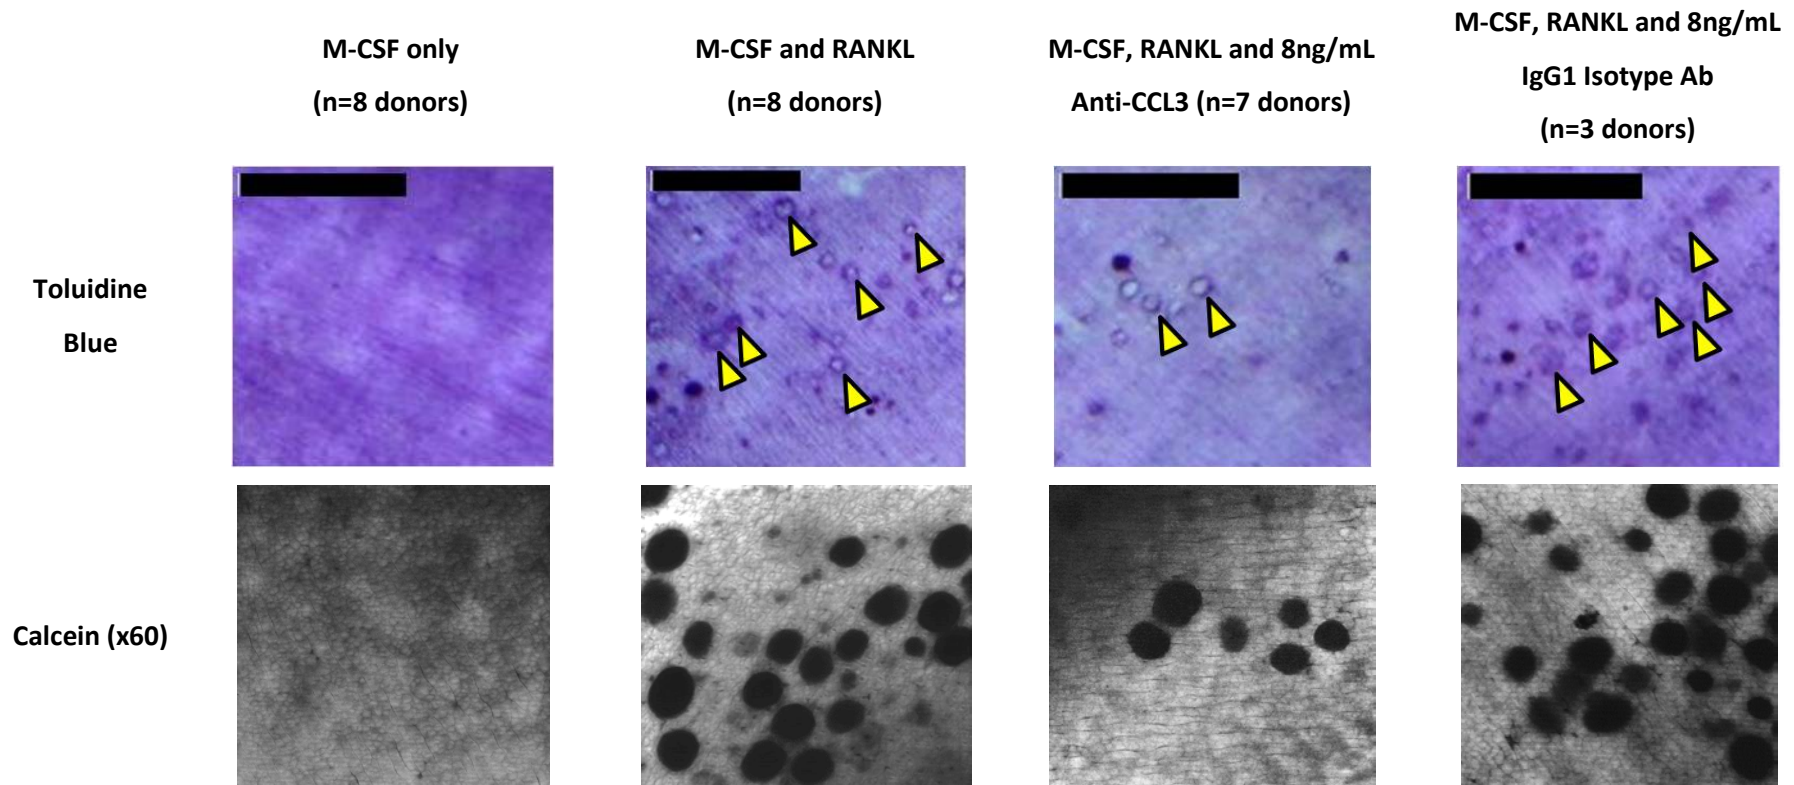 M-CSF only
(n=8 donors)
M-CSF and RANKL
(n=8 donors)
M-CSF, RANKL and 8ng/mL
Anti-CCL3 (n=7 donors)
M-CSF, RANKL and 8ng/mL
IgG1 Isotype Ab
(n=3 donors)
Toluidine
Blue
Calcein (x60)